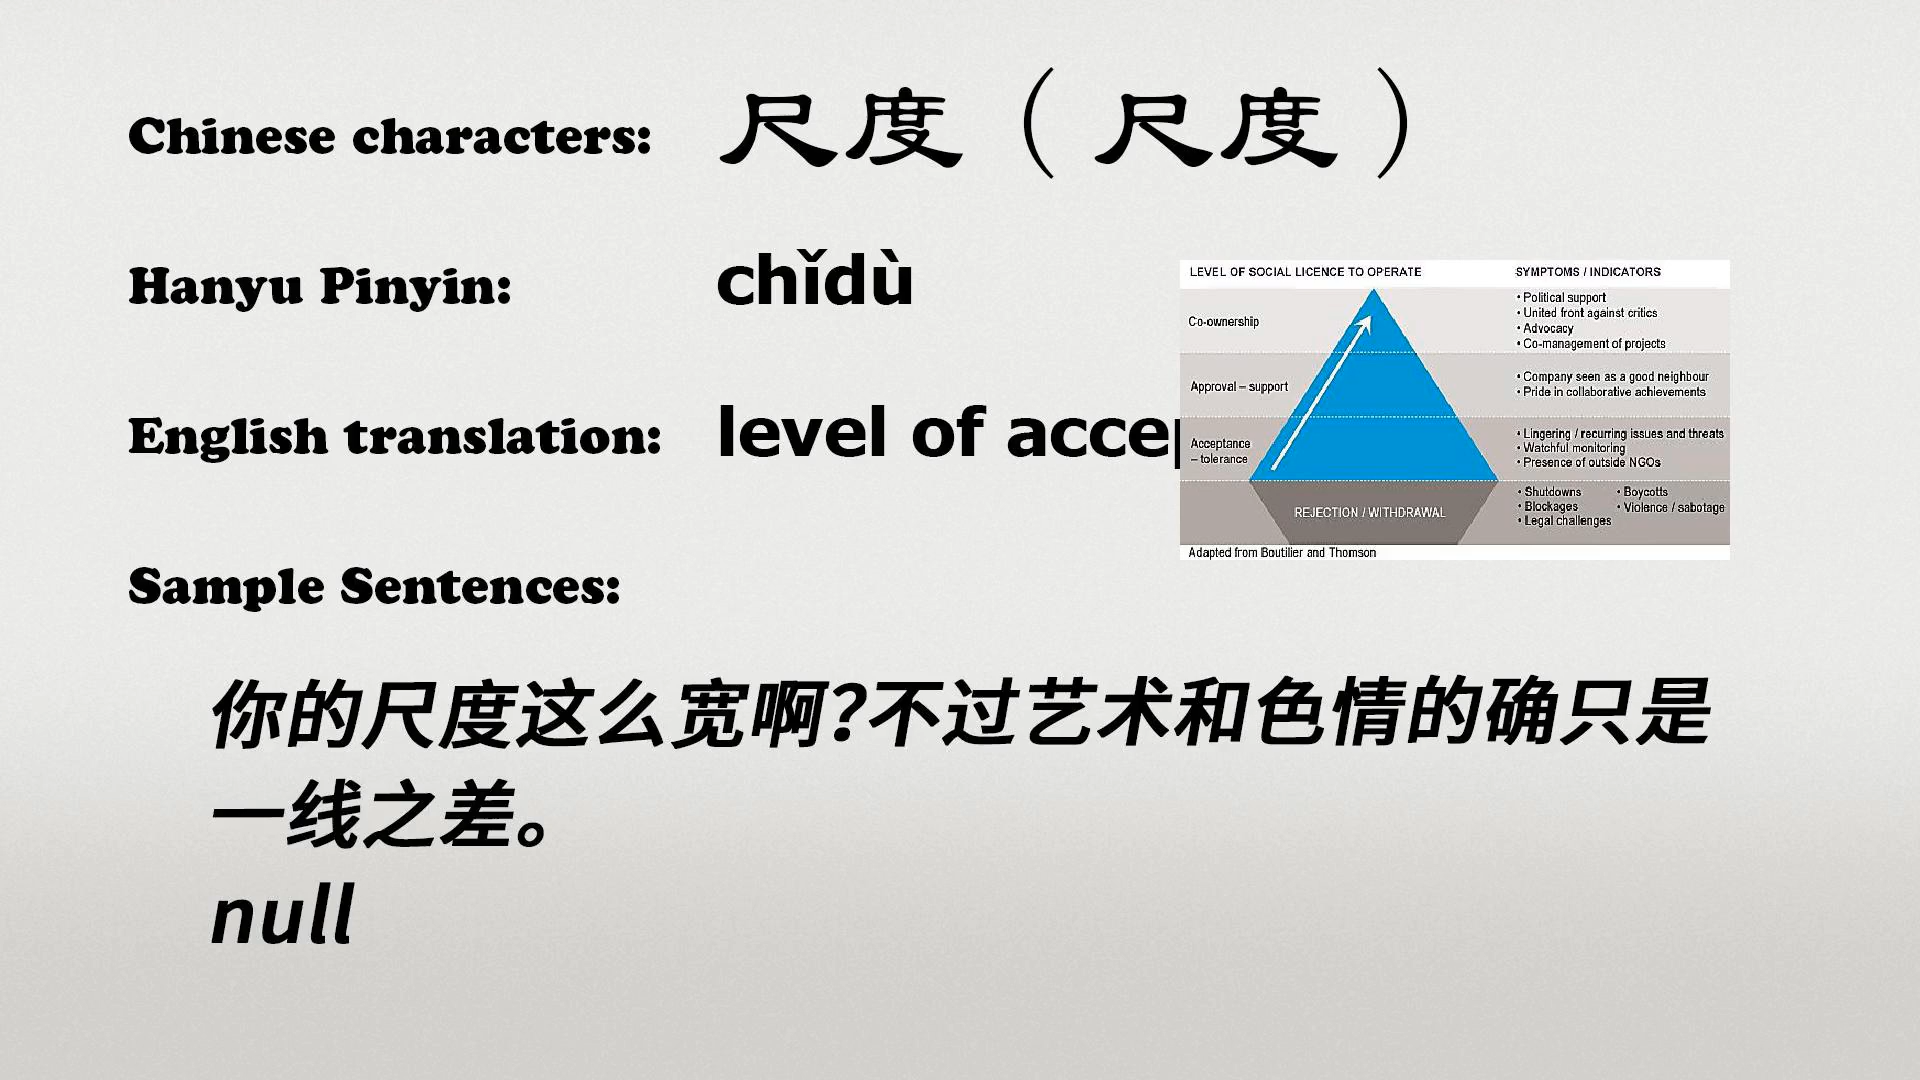 Chinese characters: 尺度（尺度）
Hanyu Pinyin: chǐdù
English translation: level of
LEVEL OF SOCIAL LICENCE TO OPERATE SYMPTOMS / INDICATORS
Co-ownership
• Political support
• United front against critics
• Advocacy
• Co-management of projects
Approval – support
• Company seen as a good neighbour
• Pride in collaborative achievements
Acceptance
– tolerance
• Lingering / recurring issues and threats
• Watchful monitoring
• Presence of outside NGOs
REJECTION / WITHDRAWAL
• Shutdowns • Boycotts
• Blockages • Violence / sabotage
• Legal challenges
Adapted from Boutilier and Thomson
Sample Sentences:
你的尺度这么宽啊?不过艺术和色情的确只是
一线之差。
null